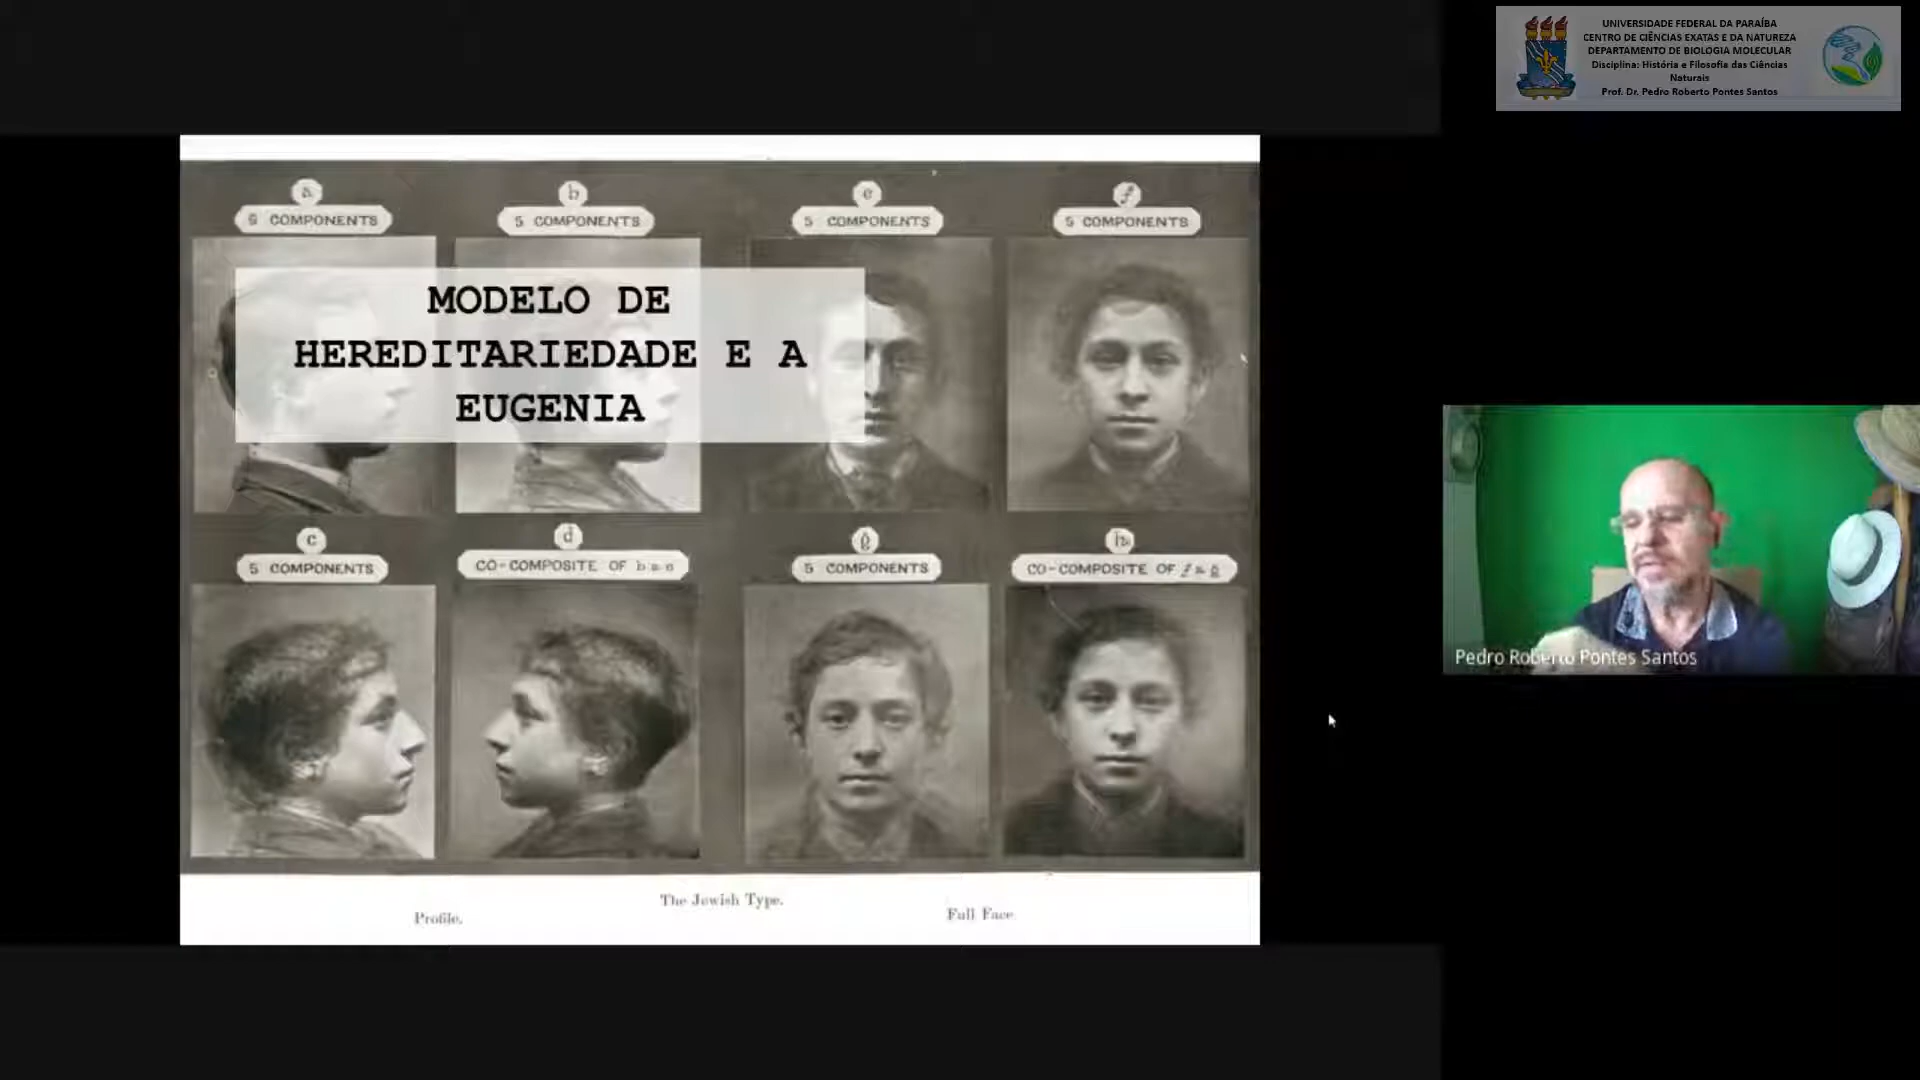 UNIVERSIDADE FEDERAL DA PARAÍBA
CENTRO DE CIÊNCIAS EXATAS E DA NATUREZA
DEPARTAMENTO DE BIOLOGIA MOLECULAR
Disciplina: História e Filosofia das Ciências
Naturais
Prof. Dr. Pedro Roberto Pontes Santos
a
COMPONENTS
b
5 COMPONENTS
e
5 COMPONENTS
f
5 COMPONENTS
MODELO DE
HEREDITARIEDADE E A
EUGENIA
c
5 COMPONENTS
d
CO-COMPOSITE OF b
g
5 COMPONENTS
h
CO-COMPOSITE OF f & g
The Jewish Type.
Profile.
Full Face
Pedro Roberto Pontes Santos